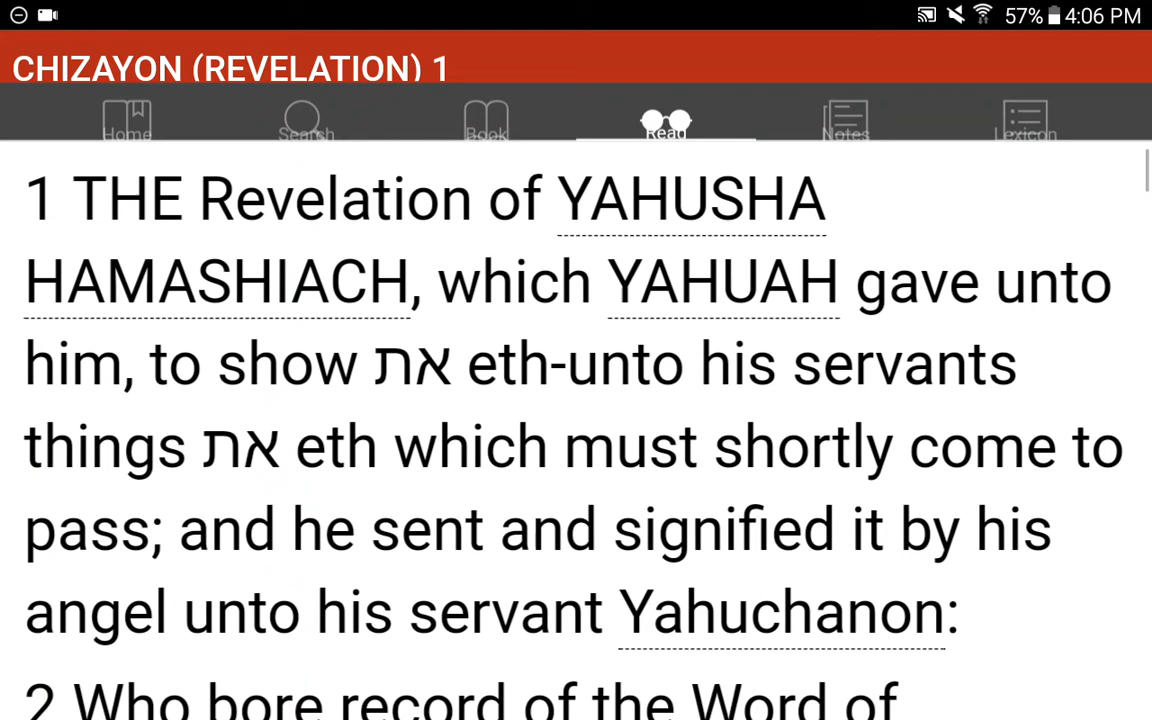 57% 4:06 PM
CHIZAYON (REVELATION) 1
Home Search Book Read Notes Lexicon
1 THE Revelation of YAHUSHA
HAMASHIACH, which YAHUAH gave unto
him, to show את eth-unto his servants
things את eth which must shortly come to
pass; and he sent and signified it by his
angel unto his servant Yahuchanon:
2 Who bore record of the Word of